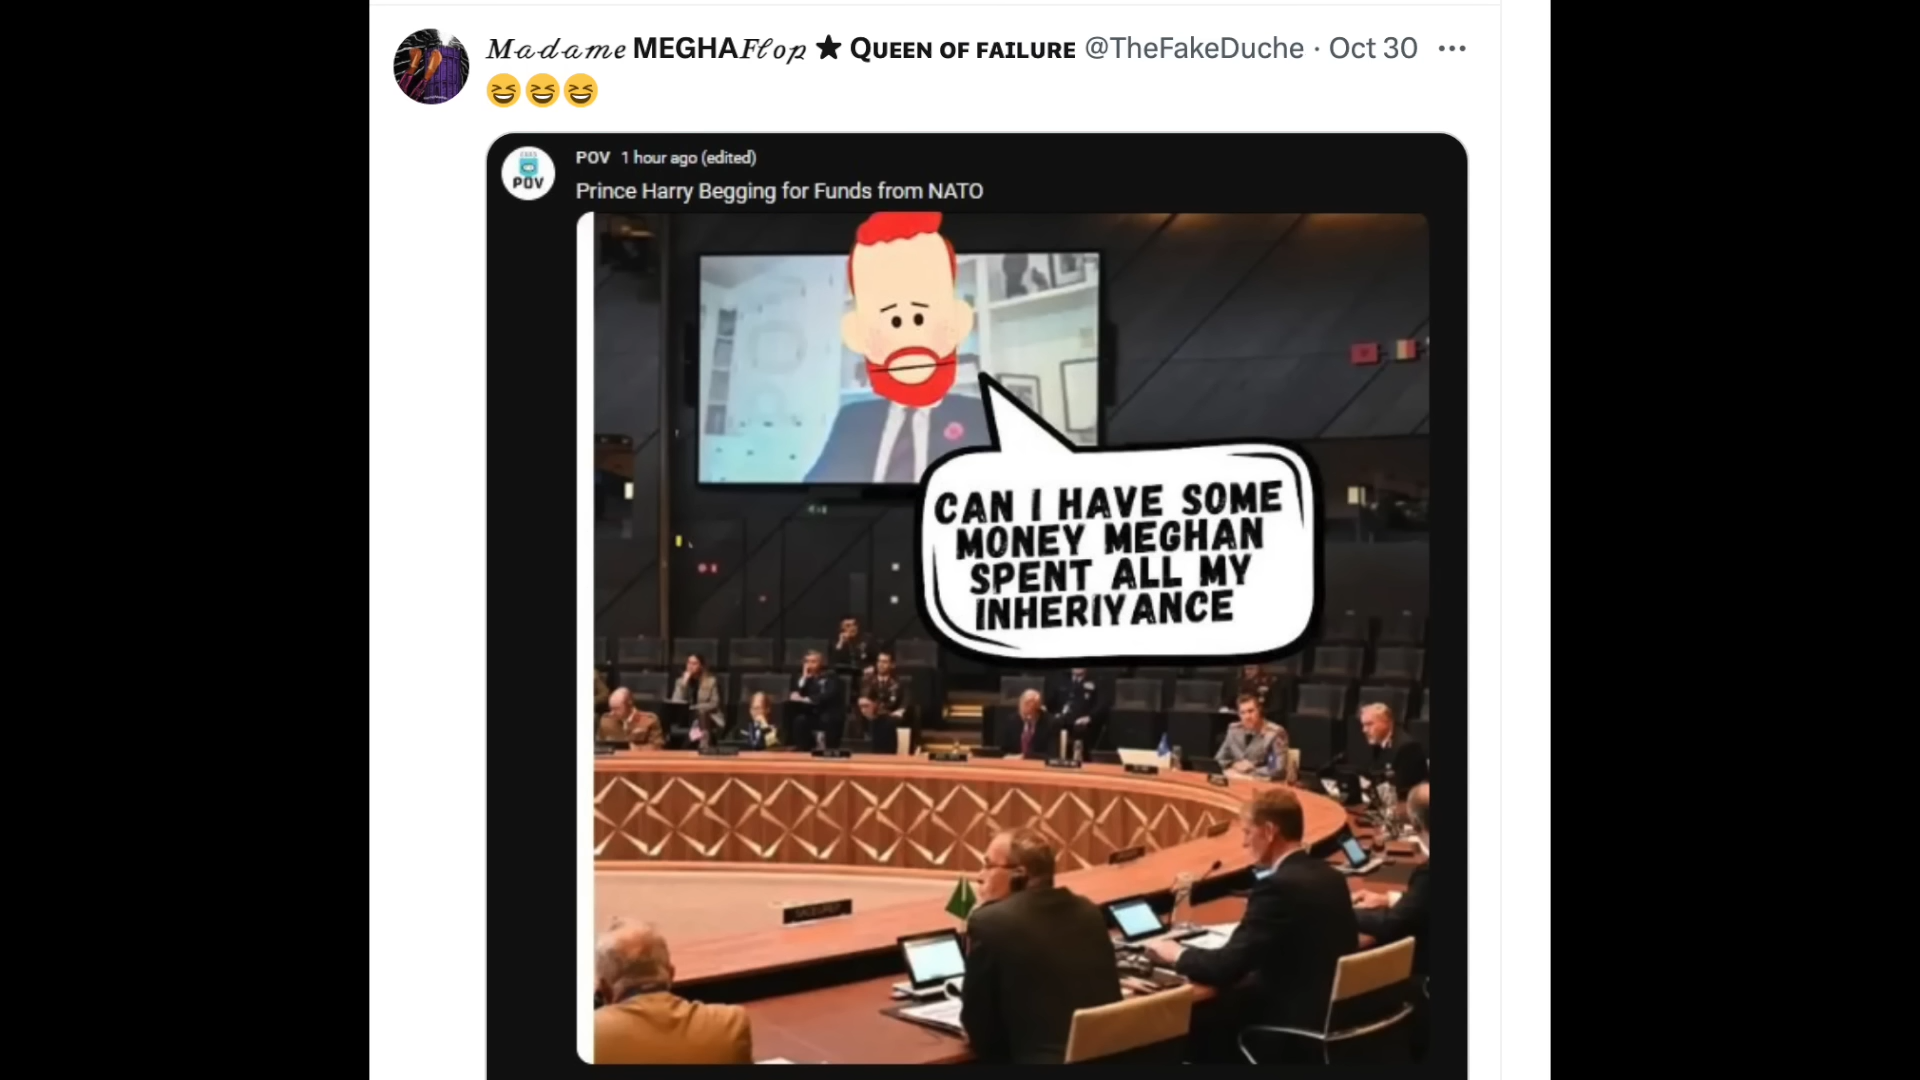 Madame MEGHAFlop ★ QUEEN OF FAILURE @TheFakeDuche · Oct 30
POV 1 hour ago (edited)
POV
Prince Harry Begging for Funds from NATO
CAN I HAVE SOME
MONEY MEGHAN
SPENT ALL MY
INHERIYANCE